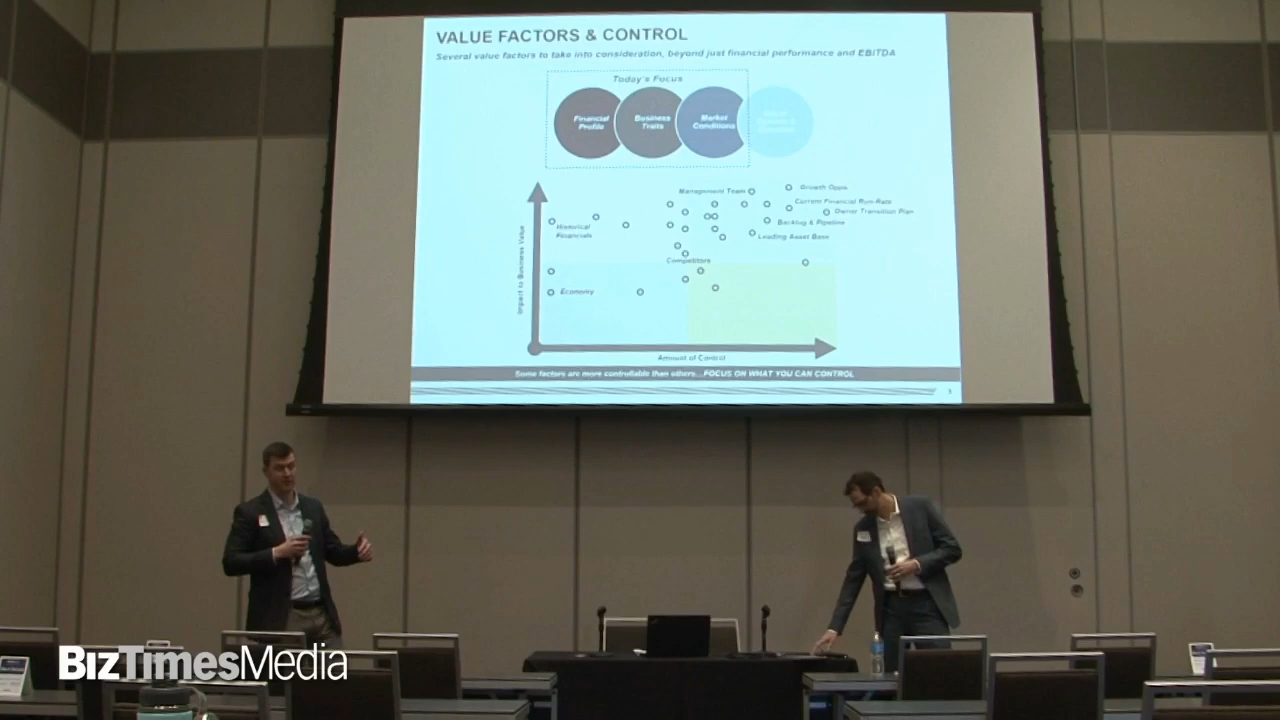 VALUE FACTORS & CONTROL
Several value factors to take into consideration, beyond just financial performance and EBITDA
Today's Focus
Financial
Profile
Business
Traits
Market
Conditions
Management Team
Growth Opps
Current Financial Run-Rate
Owner Transition Plan
Historical
Financials
Backlog & Pipeline
Leading Asset Base
Competitors
Economy
Impact to Business Value
Amount of Control
Some factors are more controllable than others...FOCUS ON WHAT YOU CAN CONTROL
BizTimesMedia